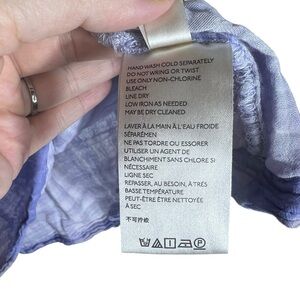 HAND WASH COLD SEPARATELY
DO NOT WRING OR TWIST
USE ONLY NON-CHLORINE
BLEACH
LINE DRY
LOW IRON AS NEEDED
MAY BE DRY CLEANED
LAVER À LA MAIN À L'EAU FROIDE
SÉPARÉMEN
NE PAS TORDRE OU ESSORER
UTILISER UN AGENT DE
BLANCHIMENT SANS CHLORE SI
NÉCESSAIRE
LIGNE SEC
REPASSER, AU BESOIN, À TRÈS
BASSE TEMPÉRATURE
PEUT-ÊTRE ÊTRE NETTOYÉE
À SEC
不可拧绞